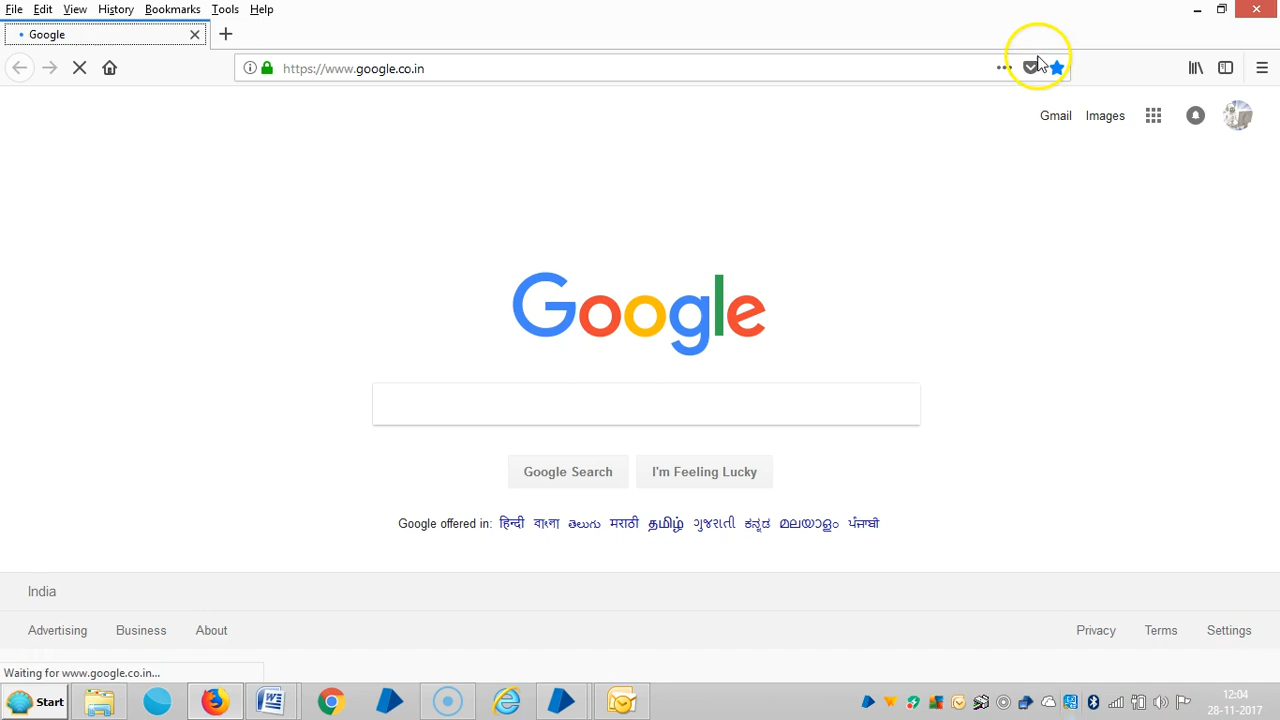 File Edit View History Bookmarks Tools Help
Google
https://www.google.co.in
Gmail Images
Google
Google Search I'm Feeling Lucky
Google offered in: हिन्दी বাংলা తెలుగు मराठी தமிழ் ગુજરાતી ಕನ್ನಡ മലയാളം ਪੰਜਾਬੀ
India
Advertising Business About Privacy Terms Settings
Waiting for www.google.co.in...
Start
12:04
28-11-2017